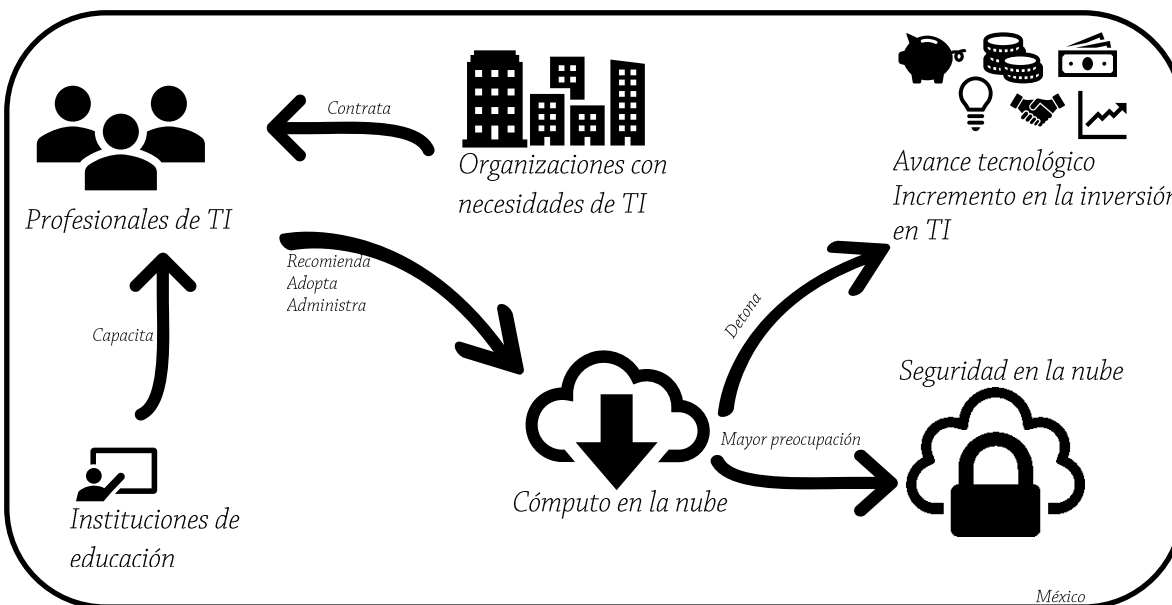 Contrata
Organizaciones con
necesidades de TI
Avance tecnológico
Incremento en la inversión
en TI
Profesionales de TI
Recomienda
Adopta
Administra
Capacita
Detona
Seguridad en la nube
Mayor preocupación
Cómputo en la nube
Instituciones de
educación
México